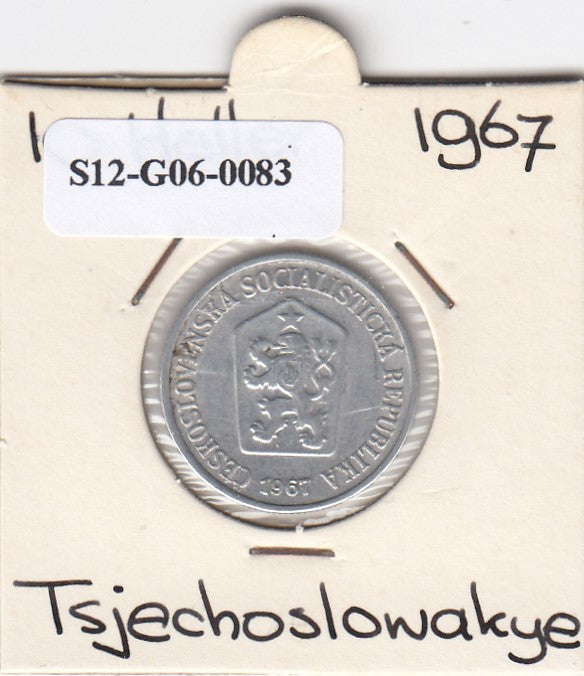 1967
S12-G06-0083
ČESKOSLOVENSKÁ SOCIALISTICKÁ REPUBLIKA
1967
Tsjechoslowakye